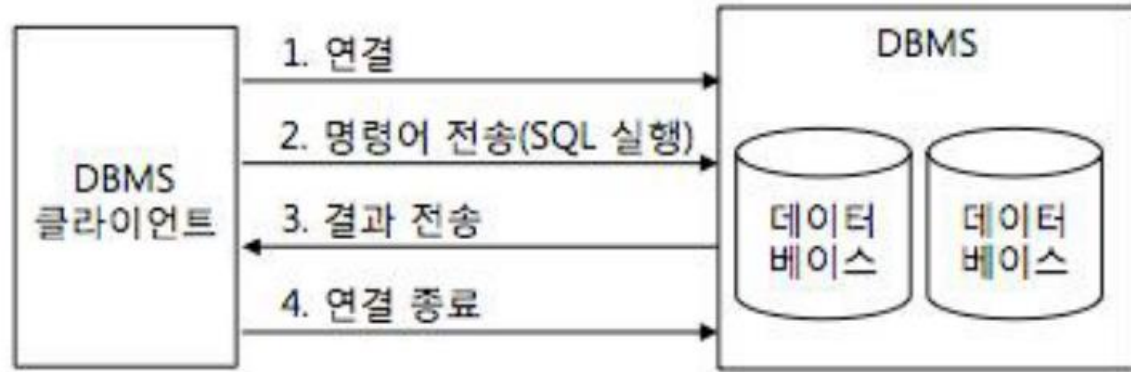 1. 연결
DBMS
2. 명령어 전송(SQL 실행)
DBMS
클라이언트
3. 결과 전송
데이터
베이스
데이터
베이스
4. 연결 종료